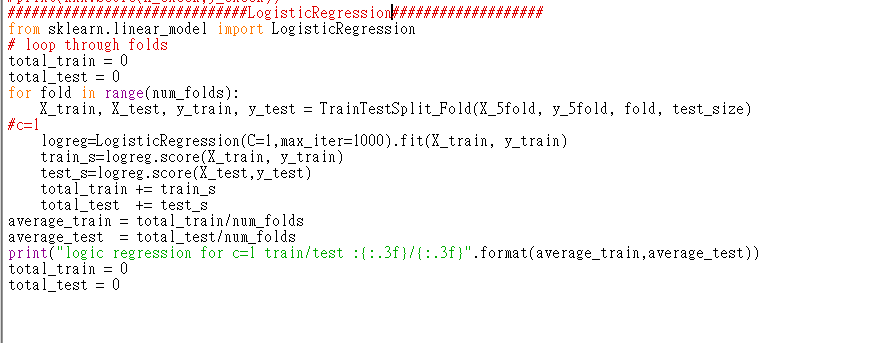 ##############################LogisticRegression###################
from sklearn.linear_model import LogisticRegression
# loop through folds
total_train = 0
total_test = 0
for fold in range(num_folds):
    X_train, X_test, y_train, y_test = TrainTestSplit_Fold(X_5fold, y_5fold, fold, test_size)
#c=1
    logreg=LogisticRegression(C=1,max_iter=1000).fit(X_train, y_train)
    train_s=logreg.score(X_train, y_train)
    test_s=logreg.score(X_test,y_test)
    total_train += train_s
    total_test  += test_s
average_train = total_train/num_folds
average_test  = total_test/num_folds
print("logic regression for c=1 train/test :{:.3f}/{:.3f}".format(average_train,average_test))
total_train = 0
total_test = 0